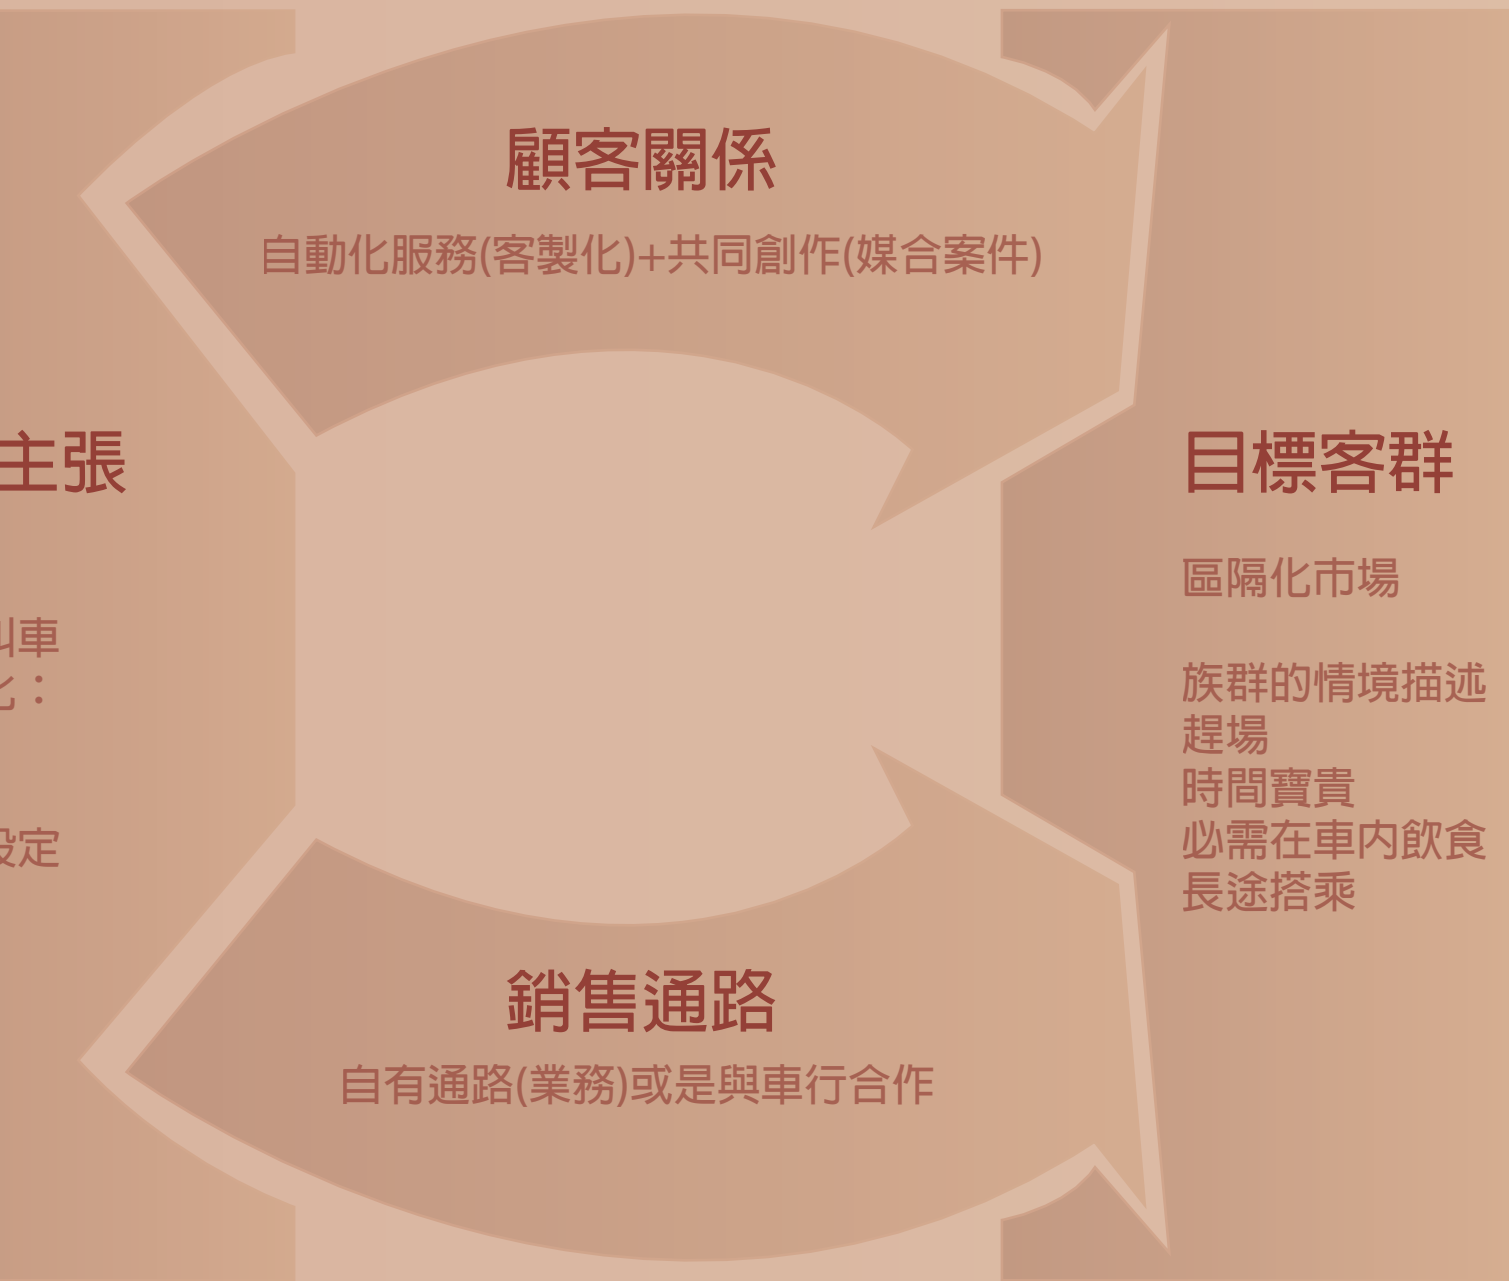 顧客關係
自動化服務(客製化)+共同創作(媒合案件)
主張
車
：
定
目標客群
區隔化市場
族群的情境描述
趕場
時間寶貴
必需在車內飲食
長途搭乘
銷售通路
自有通路(業務)或是與車行合作